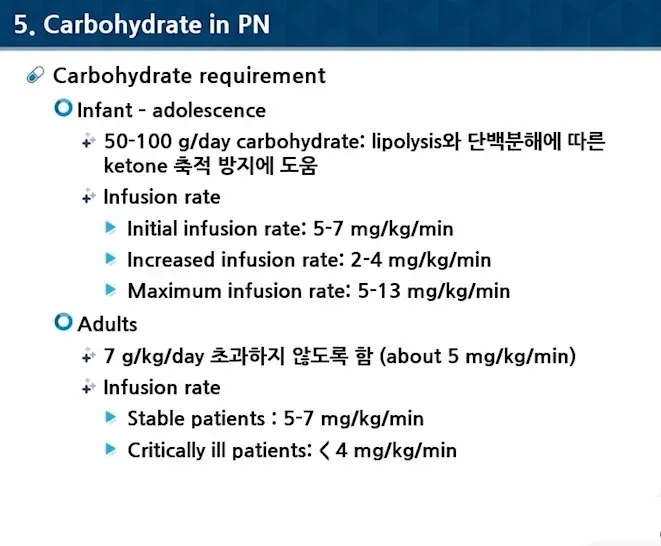 5. Carbohydrate in PN
Carbohydrate requirement
Infant - adolescence
50-100 g/day carbohydrate: lipolysis와 단백분해에 따른
ketone 축적 방지에 도움
Infusion rate
Initial infusion rate: 5-7 mg/kg/min
Increased infusion rate: 2-4 mg/kg/min
Maximum infusion rate: 5-13 mg/kg/min
Adults
7 g/kg/day 초과하지 않도록 함 (about 5 mg/kg/min)
Infusion rate
Stable patients : 5-7 mg/kg/min
Critically ill patients: < 4 mg/kg/min